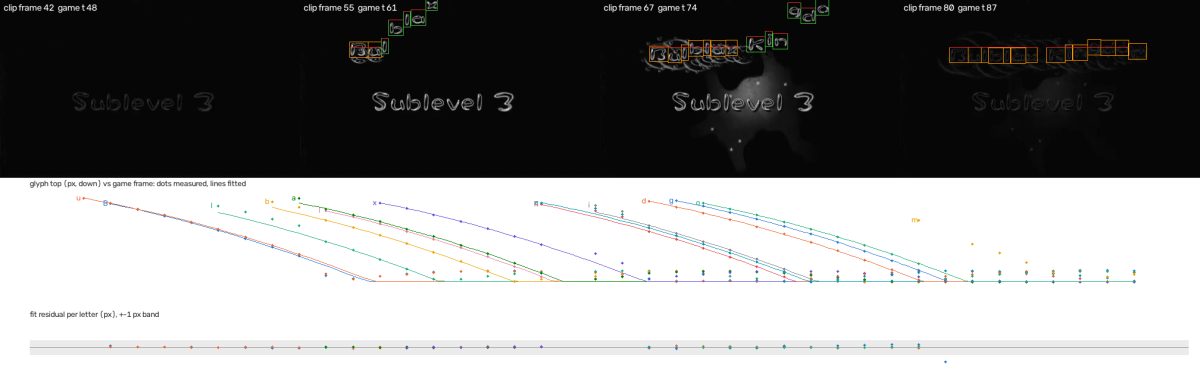 clip frame 42 game t 48
clip frame 55 game t 61
clip frame 67 game t 74
clip frame 80 game t 87
Sublevel 3
Sublevel 3
Sublevel 3
Sublevel 3
glyph top (px, down) vs game frame: dots measured, lines fitted
u
l
b
a
x
i
d
g
o
m
fit residual per letter (px), +-1 px band